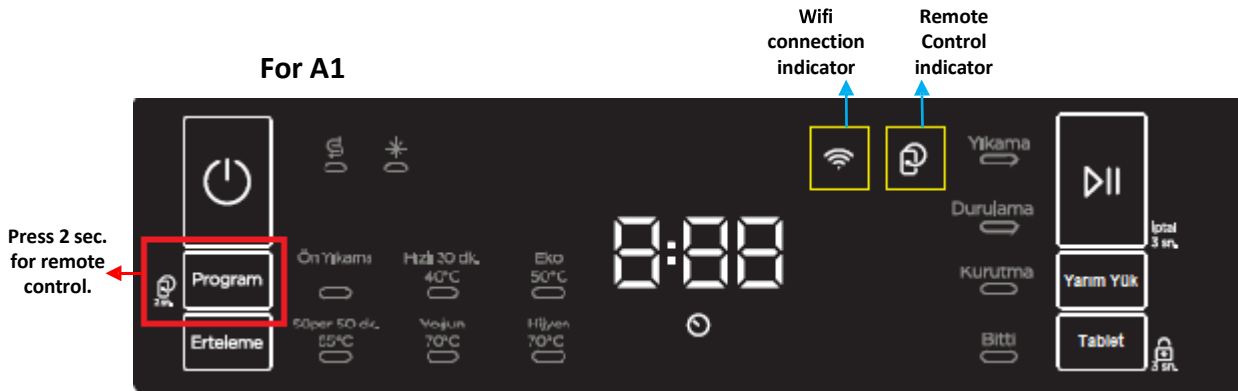 Wifi
connection
indicator
Remote
Control
indicator
For A1
Yıkama
Durulama
İptal
3 sn.
Press 2 sec.
for remote
control.
Program
Ön Yıkama
Hızlı 30 dk.
40°C
Eko
50°C
8:88
Kurutma
Yarım Yük
Erteleme
Süper 50 dk.
65°C
Yoğun
70°C
Hijyen
70°C
Bitti
Tablet
3 sn.